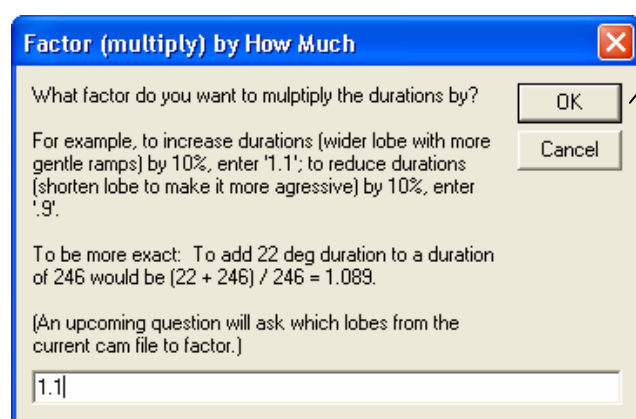 Factor (multiply) by How Much
What factor do you want to mulptiply the durations by?
OK
For example, to increase durations (wider lobe with more
Cancel
gentle ramps) by 10%, enter '1.1'; to reduce durations
(shorten lobe to make it more agressive) by 10%, enter
'.9'.
To be more exact:  To add 22 deg duration to a duration
of 246 would be (22 + 246) / 246 = 1.089.
(An upcoming question will ask which lobes from the
current cam file to factor.)
1.1